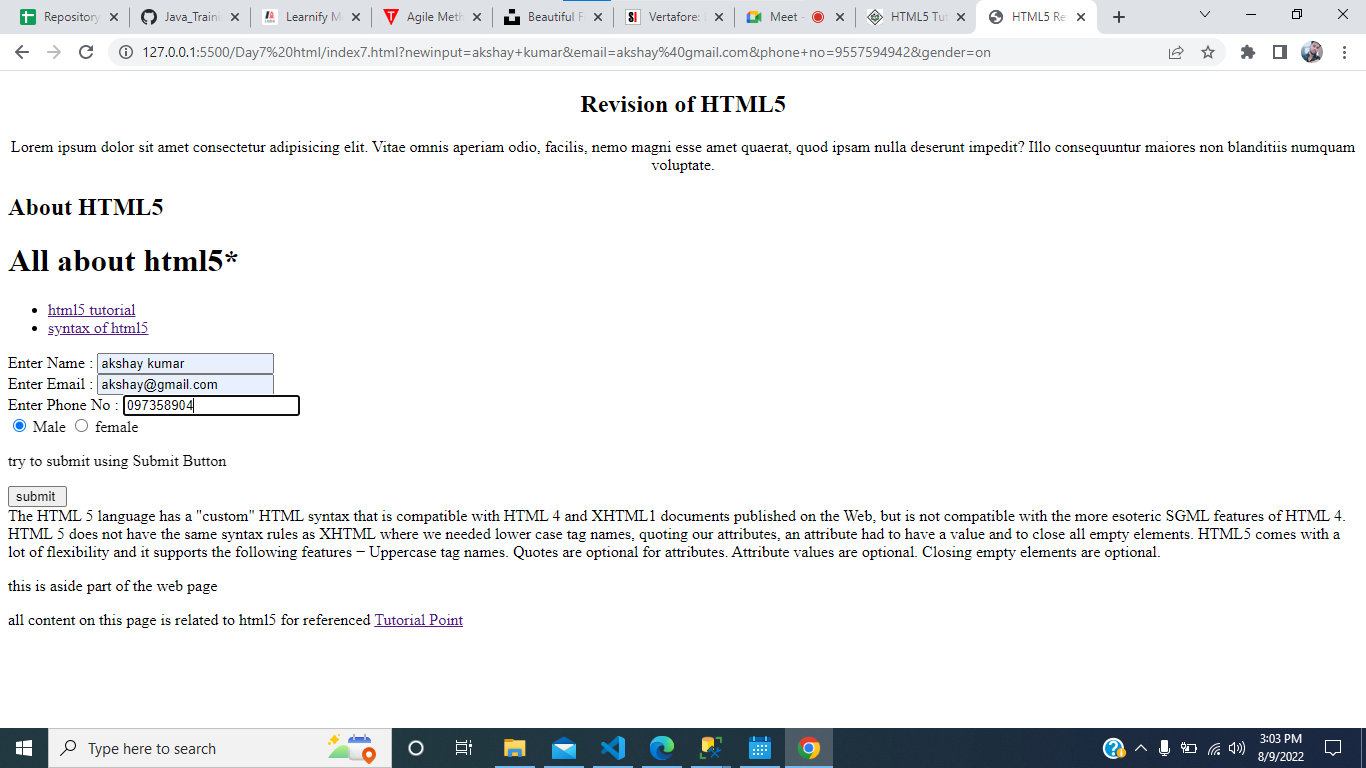 Repository
Java_Traini
Learnify M
Agile Meth
Beautiful F
Vertafore:
Meet -
HTML5 Tut
HTML5 Re
127.0.0.1:5500/Day7%20html/index7.html?newinput=akshay+kumar&email=akshay%40gmail.com&phone+no=9557594942&gender=on
Revision of HTML5
Lorem ipsum dolor sit amet consectetur adipisicing elit. Vitae omnis aperiam odio, facilis, nemo magni esse amet quaerat, quod ipsam nulla deserunt impedit? Illo consequuntur maiores non blanditiis numquam
voluptate.
About HTML5
All about html5*
• html5 tutorial
• syntax of html5
Enter Name : akshay kumar
Enter Email : akshay@gmail.com
Enter Phone No : 097358904
Male female
try to submit using Submit Button
submit
The HTML 5 language has a "custom" HTML syntax that is compatible with HTML 4 and XHTML1 documents published on the Web, but is not compatible with the more esoteric SGML features of HTML 4.
HTML 5 does not have the same syntax rules as XHTML where we needed lower case tag names, quoting our attributes, an attribute had to have a value and to close all empty elements. HTML5 comes with a
lot of flexibility and it supports the following features − Uppercase tag names. Quotes are optional for attributes. Attribute values are optional. Closing empty elements are optional.
this is aside part of the web page
all content on this page is related to html5 for referenced Tutorial Point
Type here to search
3:03 PM
8/9/2022